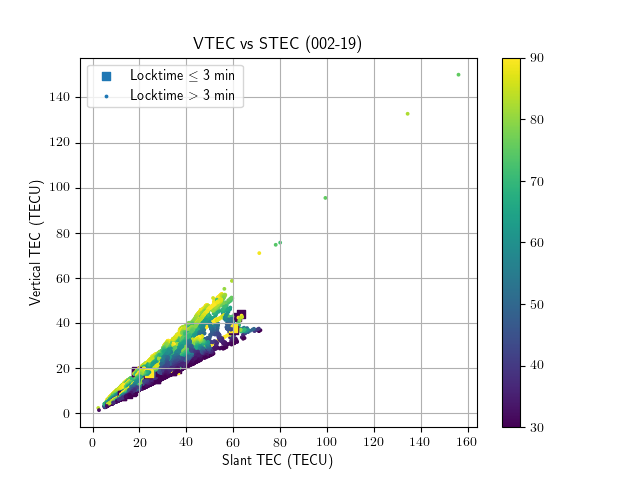 VTEC vs STEC (002-19)
Locktime ≤ 3 min
Locktime > 3 min
Vertical TEC (TECU)
140
120
100
80
60
40
20
0
0 20 40 60 80 100 120 140 160
Slant TEC (TECU)
90
80
70
60
50
40
30